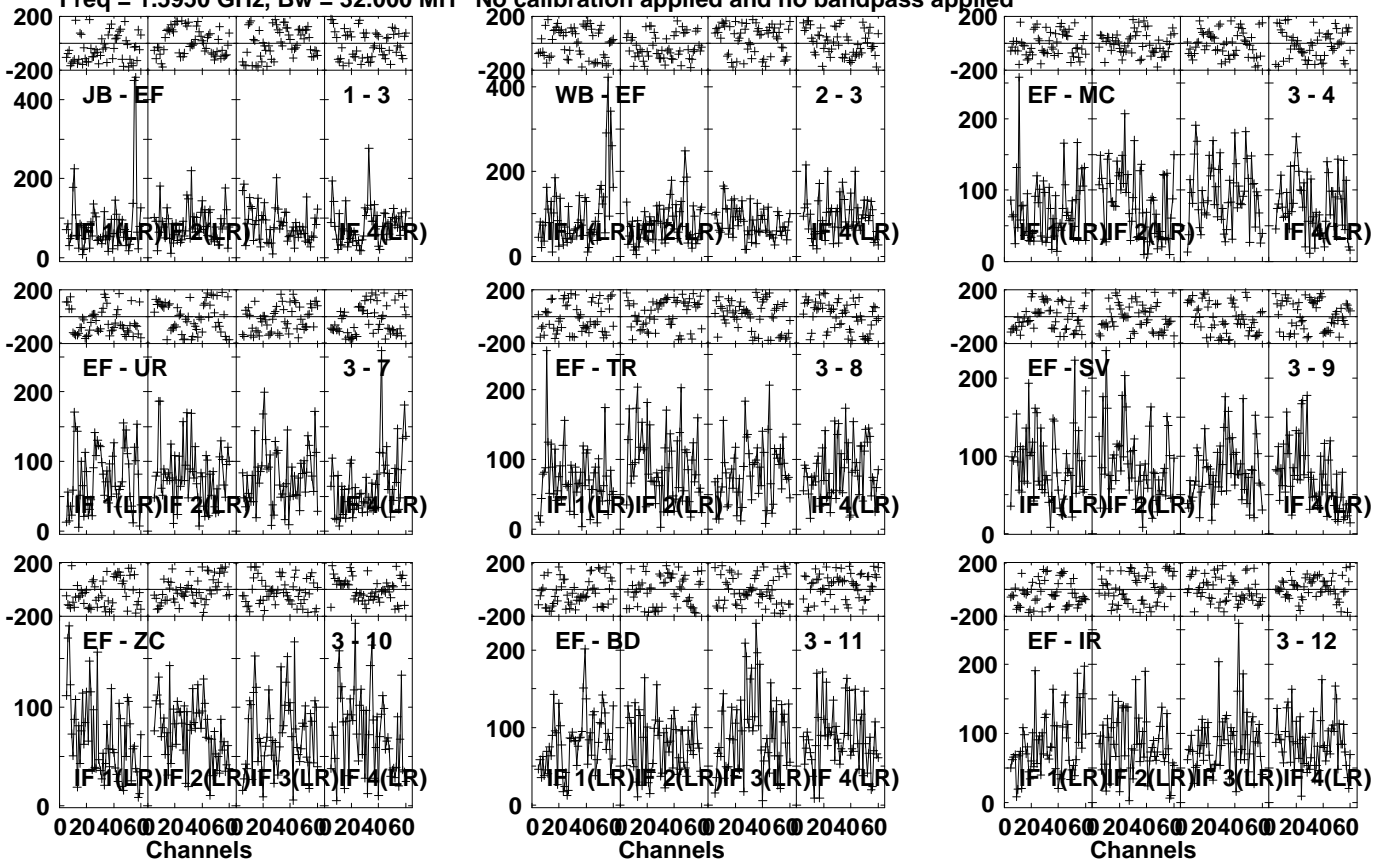 Freq = 1.5950 GHz, Bw = 32.000 MH No calibration applied and no bandpass applied
200
-200
JB - EF 1 - 3
400
200
0
IF 1(LR) IF 2(LR) IF 4(LR)
200
-200
WB - EF 2 - 3
400
200
0
IF 1(LR) IF 2(LR) IF 4(LR)
200
-200
EF - MC 3 - 4
200
100
0
IF 1(LR) IF 2(LR) IF 4(LR)
200
-200
EF - UR 3 - 7
200
100
0
IF 1(LR) IF 2(LR) IF 4(LR)
200
-200
EF - TR 3 - 8
200
100
0
IF 1(LR) IF 2(LR) IF 4(LR)
200
-200
EF - SV 3 - 9
200
100
0
IF 1(LR) IF 2(LR) IF 4(LR)
200
-200
EF - ZC 3 - 10
100
0
IF 1(LR) IF 2(LR) IF 3(LR) IF 4(LR)
0 20 40 60 0 20 40 60 0 20 40 60 0 20 40 60
Channels
200
-200
EF - BD 3 - 11
200
100
0
IF 1(LR) IF 2(LR) IF 3(LR) IF 4(LR)
0 20 40 60 0 20 40 60 0 20 40 60 0 20 40 60
Channels
200
-200
EF - IR 3 - 12
200
100
0
IF 1(LR) IF 2(LR) IF 3(LR) IF 4(LR)
0 20 40 60 0 20 40 60 0 20 40 60 0 20 40 60
Channels